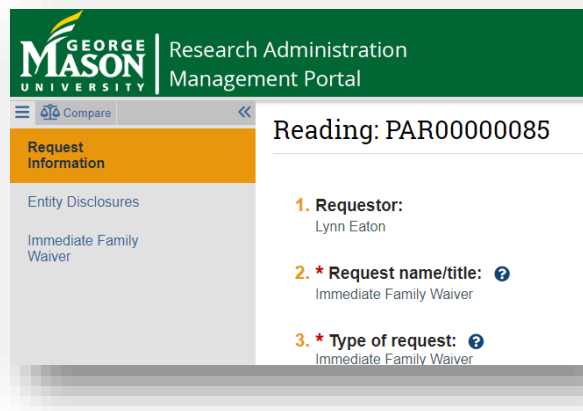 GEORGE
MASON
UNIVERSITY
Research Administration
Management Portal
Compare
Request
Information
Entity Disclosures
Immediate Family
Waiver
Reading: PAR00000085
1. Requestor:
Lynn Eaton
2. * Request name/title: ?
Immediate Family Waiver
3. * Type of request: ?
Immediate Family Waiver